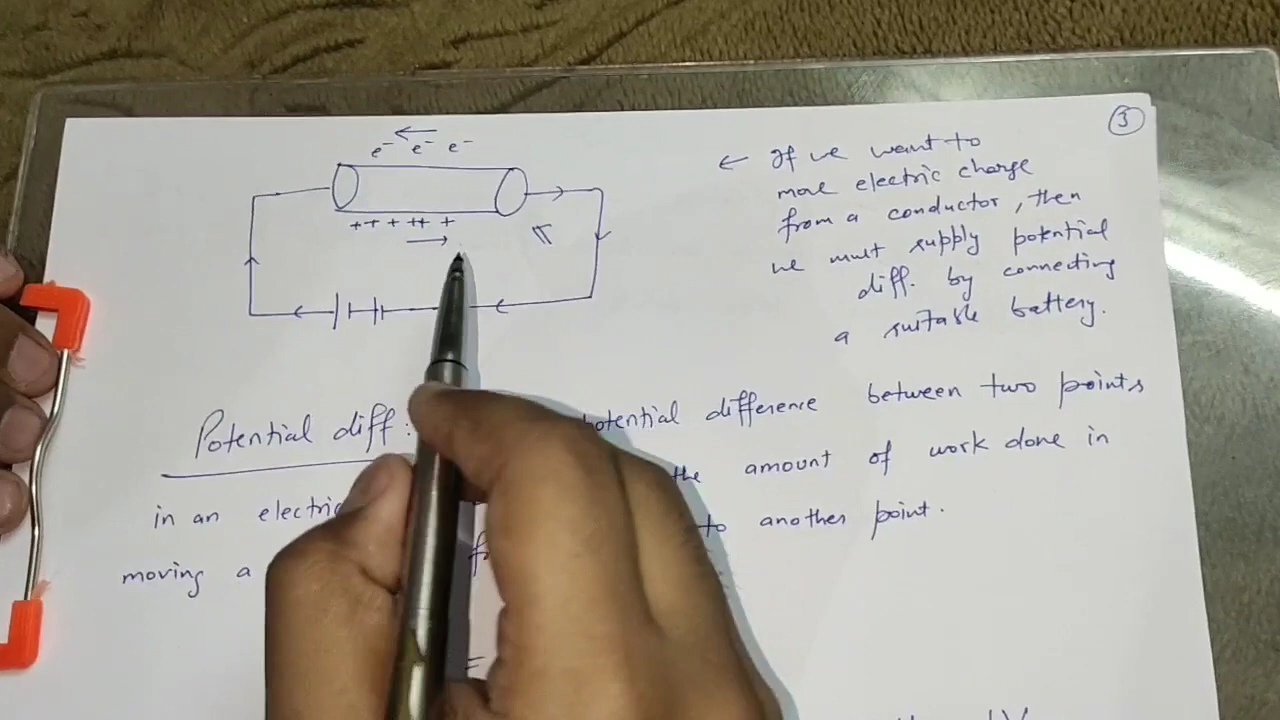 3
e⁻ e⁻ e⁻
++ + ++ +
← If we want to
move electric charge
from a conductor, then
we must supply potential
diff. by connecting
a suitable battery.
Potential diff: potential difference between two points
in an electric the amount of work done in
moving a to another point.
=